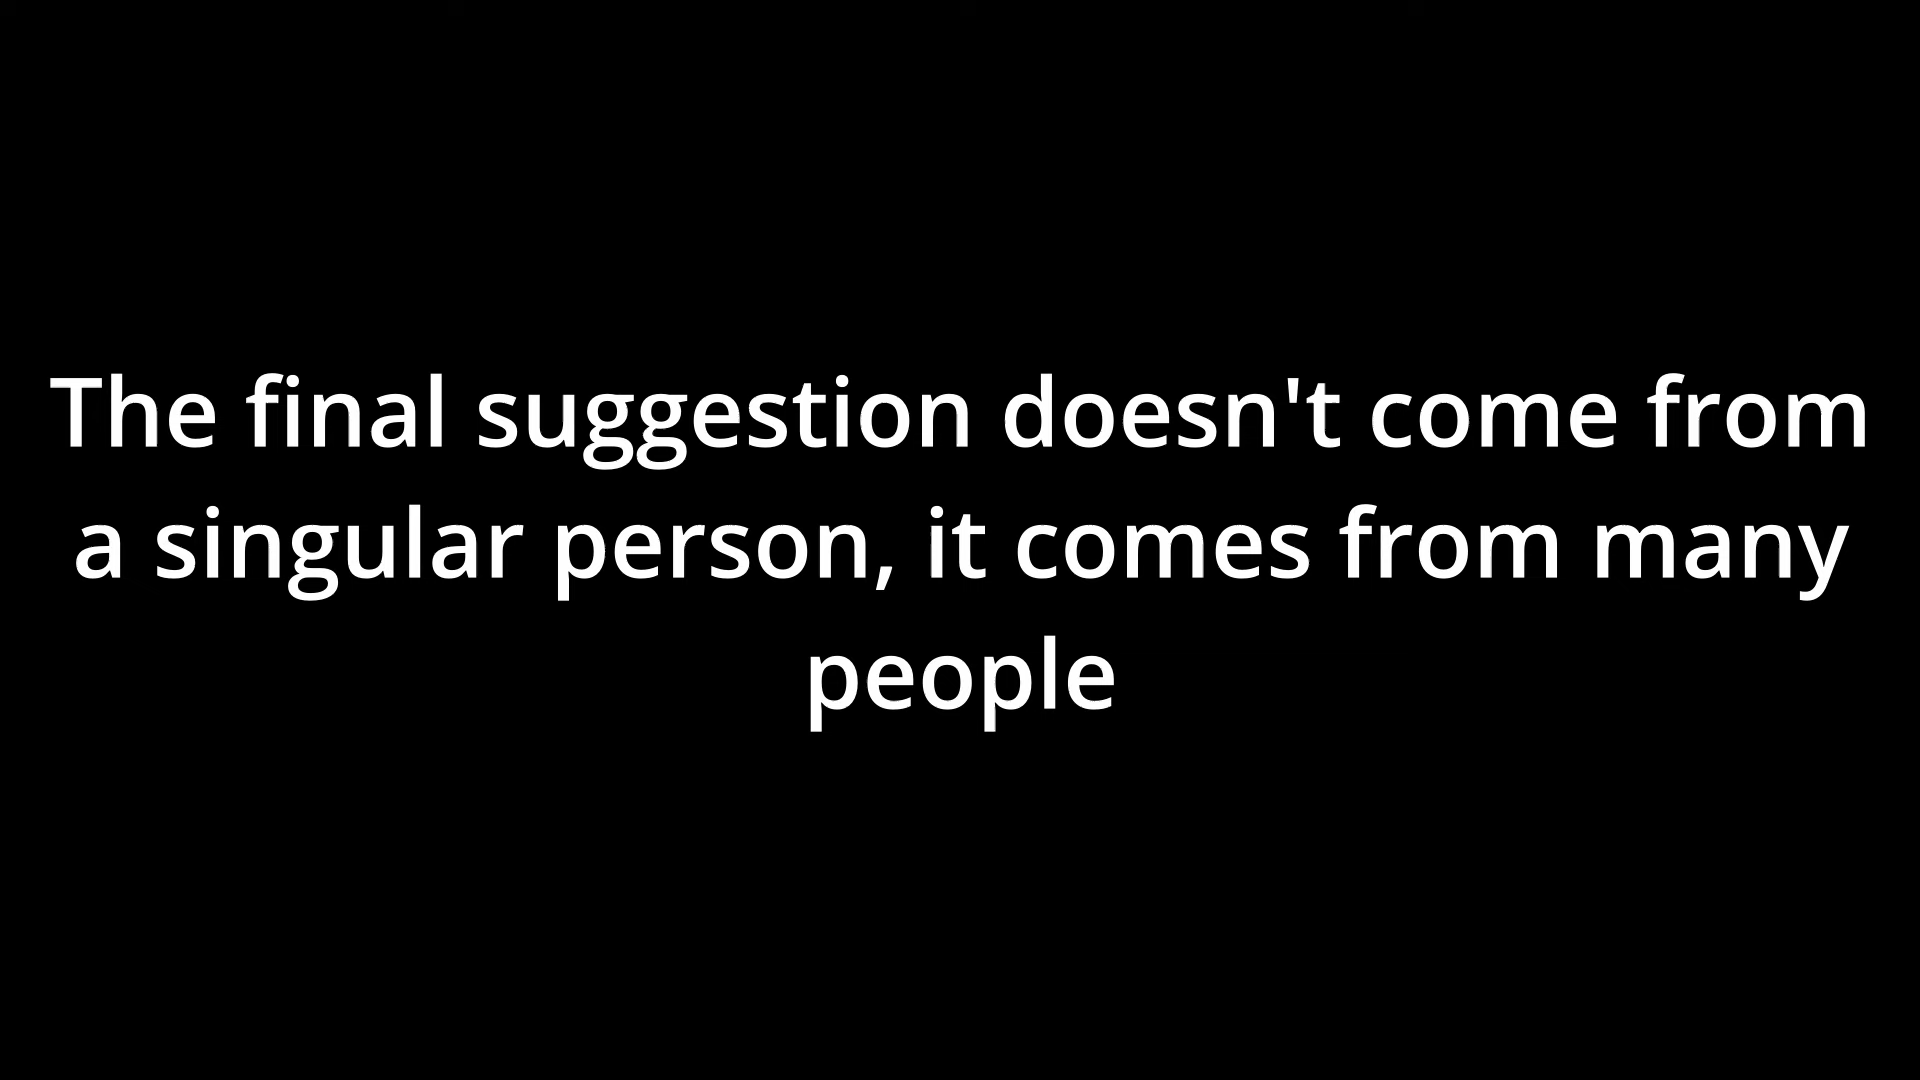 The final suggestion doesn't come from
a singular person, it comes from many
people